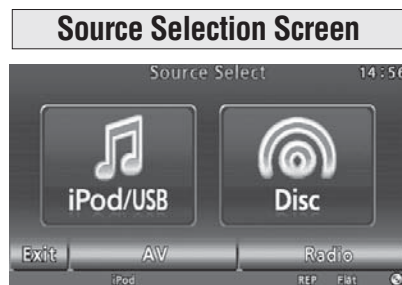 Source Selection Screen
Source Select 14:56
iPod/USB Disc
Exit AV Radio
iPod REP Flat